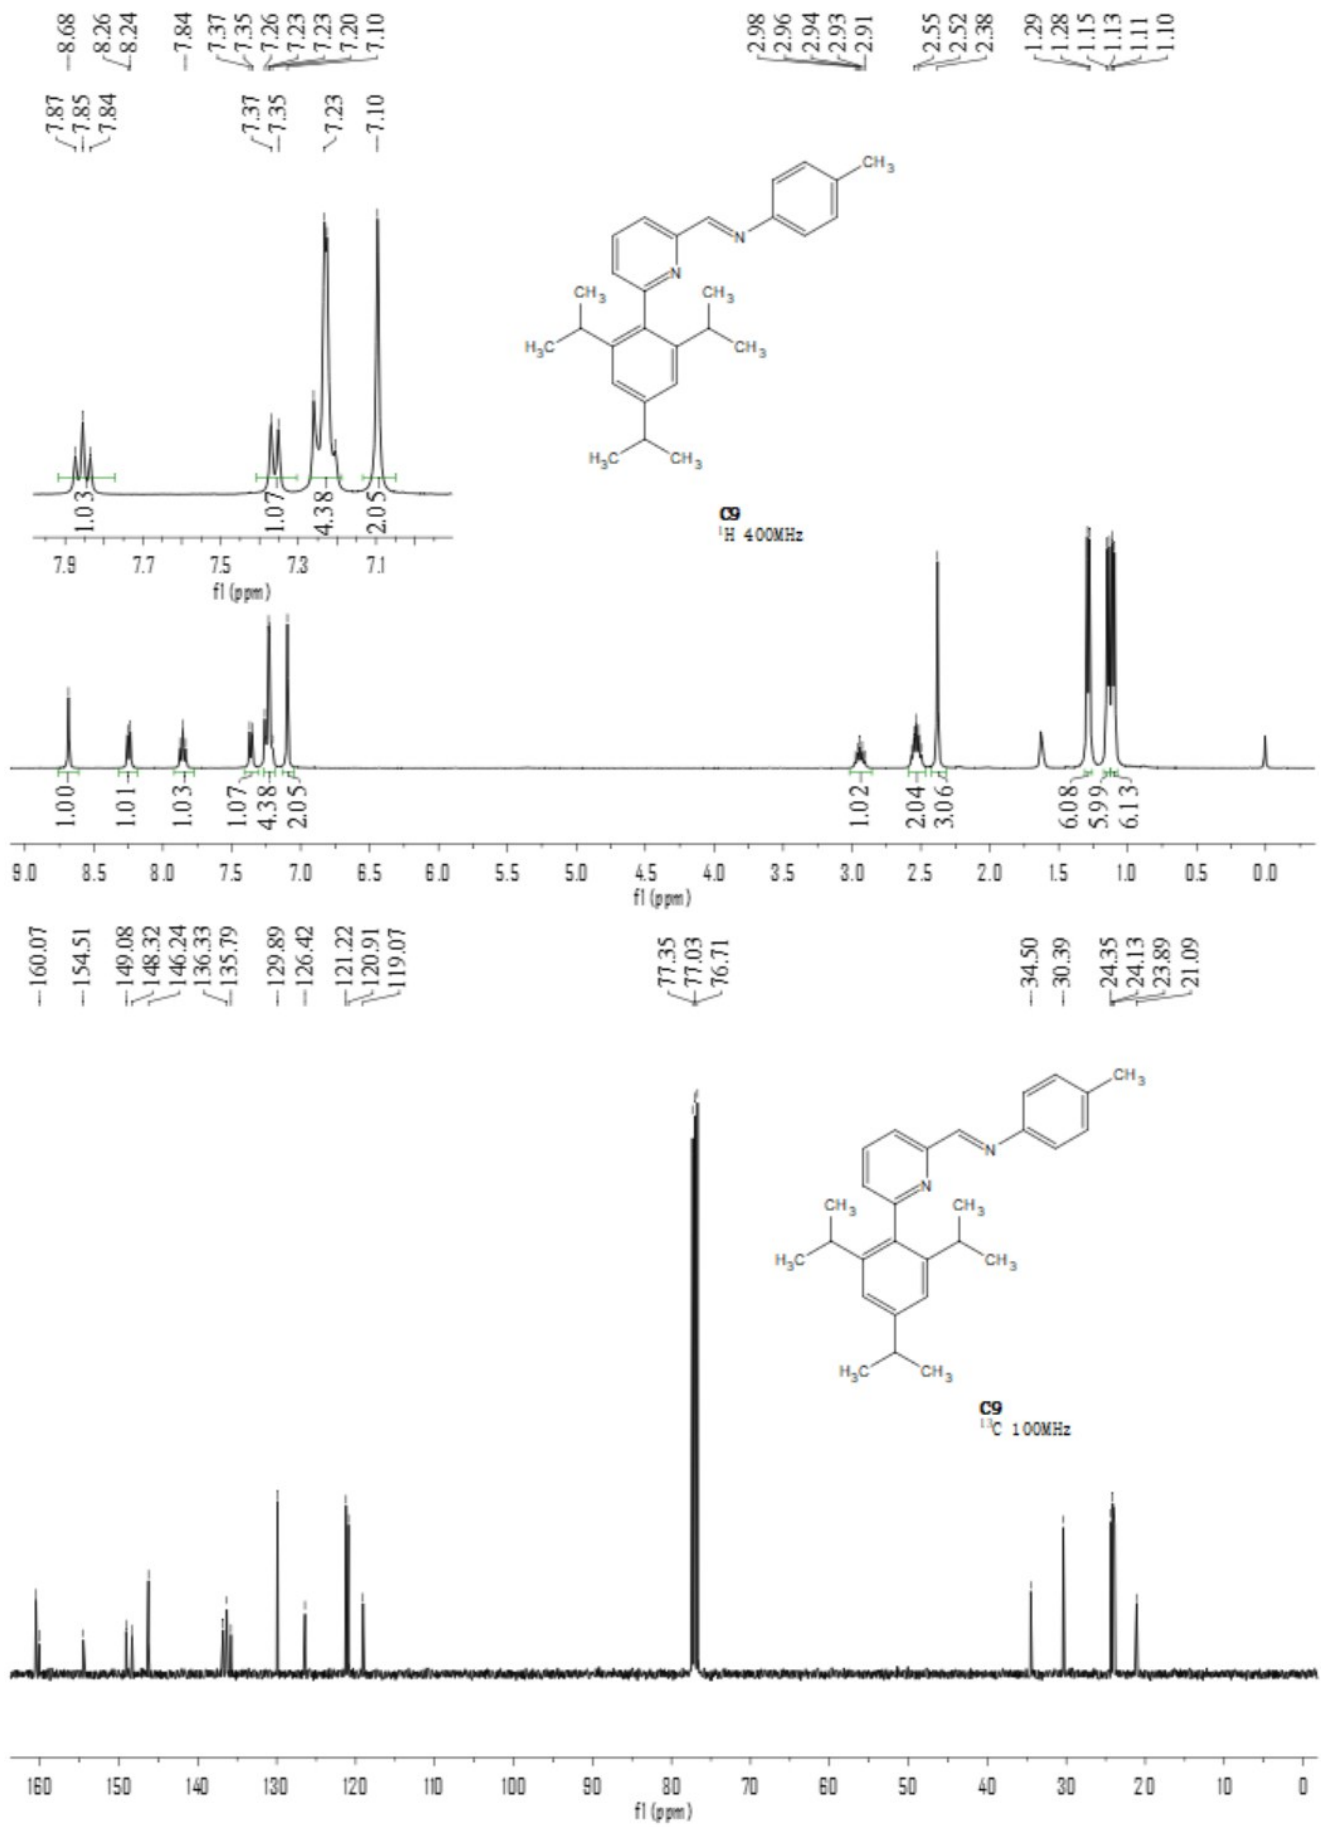 8.68 8.26 8.24 7.84 7.37 7.35 7.26 7.23 7.23 7.20 7.10 2.98 2.96 2.94 2.93 2.91 2.55 2.52 2.38 1.29 1.28 1.15 1.13 1.11 1.10
7.87 7.85 7.84 7.37 7.35 7.23 7.10
CH3
N
N
CH3 CH3
H3C CH3
H3C CH3
1.03 1.07 4.38 2.05
C9
1H 400MHz
7.9 7.7 7.5 7.3 7.1
f1 (ppm)
1.00 1.01 1.03 1.07 4.38 2.05 1.02 2.04 3.06 6.08 5.99 6.13
9.0 8.5 8.0 7.5 7.0 6.5 6.0 5.5 5.0 4.5 4.0 3.5 3.0 2.5 2.0 1.5 1.0 0.5 0.0
f1 (ppm)
160.07 154.51 149.08 148.32 146.24 136.33 135.79 129.89 126.42 121.22 120.91 119.07 77.35 77.03 76.71 34.50 30.39 24.35 24.13 23.89 21.09
CH3
N
N
CH3 CH3
H3C CH3
H3C CH3
C9
13C 100MHz
160 150 140 130 120 110 100 90 80 70 60 50 40 30 20 10 0
f1 (ppm)